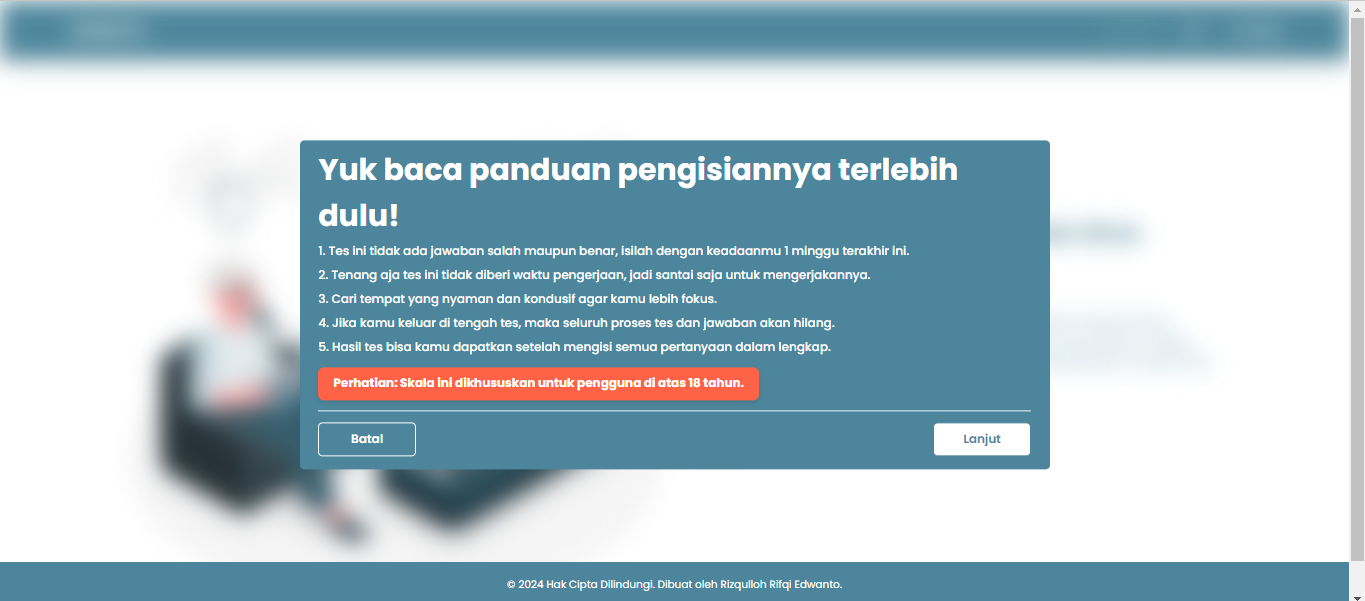 Yuk baca panduan pengisiannya terlebih
dulu!
1. Tes ini tidak ada jawaban salah maupun benar, isilah dengan keadaanmu 1 minggu terakhir ini.
2. Tenang aja tes ini tidak diberi waktu pengerjaan, jadi santai saja untuk mengerjakannya.
3. Cari tempat yang nyaman dan kondusif agar kamu lebih fokus.
4. Jika kamu keluar di tengah tes, maka seluruh proses tes dan jawaban akan hilang.
5. Hasil tes bisa kamu dapatkan setelah mengisi semua pertanyaan dalam lengkap.
Perhatian: Skala ini dikhususkan untuk pengguna di atas 18 tahun.
Batal
Lanjut
© 2024 Hak Cipta Dilindungi. Dibuat oleh Rizqulloh Rifqi Edwanto.